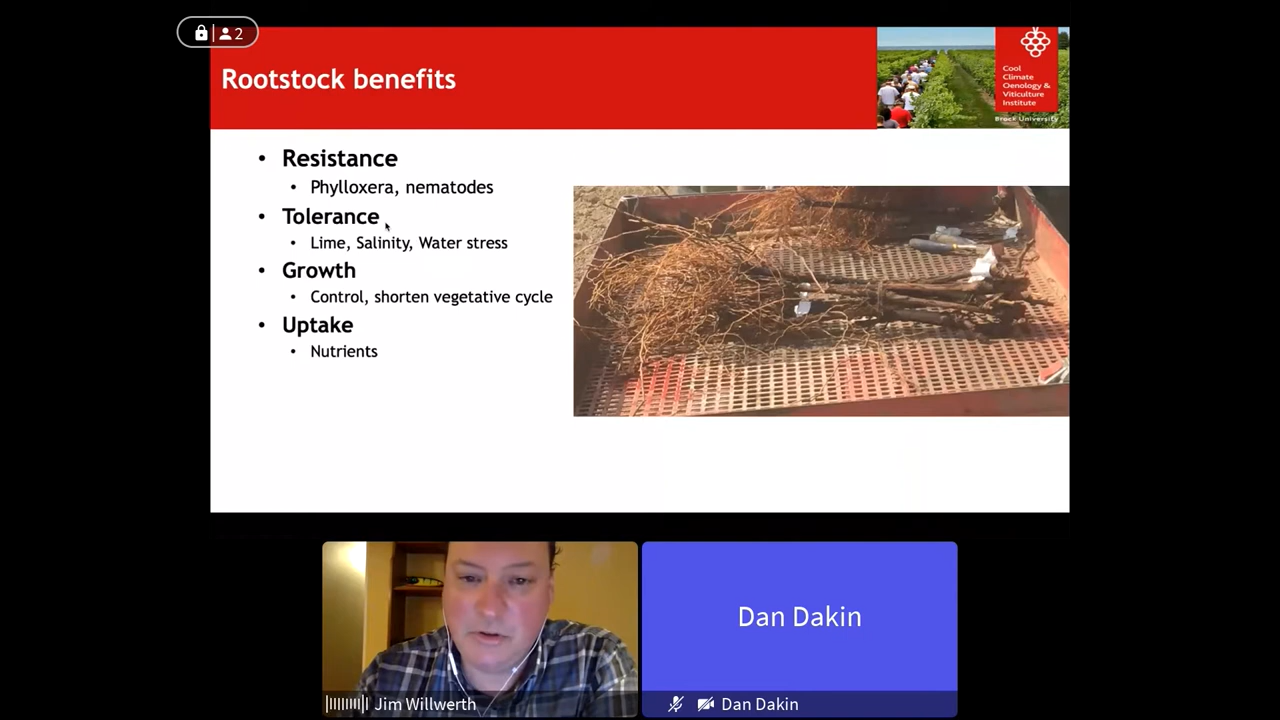 2
Rootstock benefits
Cool
Climate
Oenology &
Viticulture
Institute
Brock University
• Resistance
• Phylloxera, nematodes
• Tolerance
• Lime, Salinity, Water stress
• Growth
• Control, shorten vegetative cycle
• Uptake
• Nutrients
Dan Dakin
Jim Willwerth
Dan Dakin